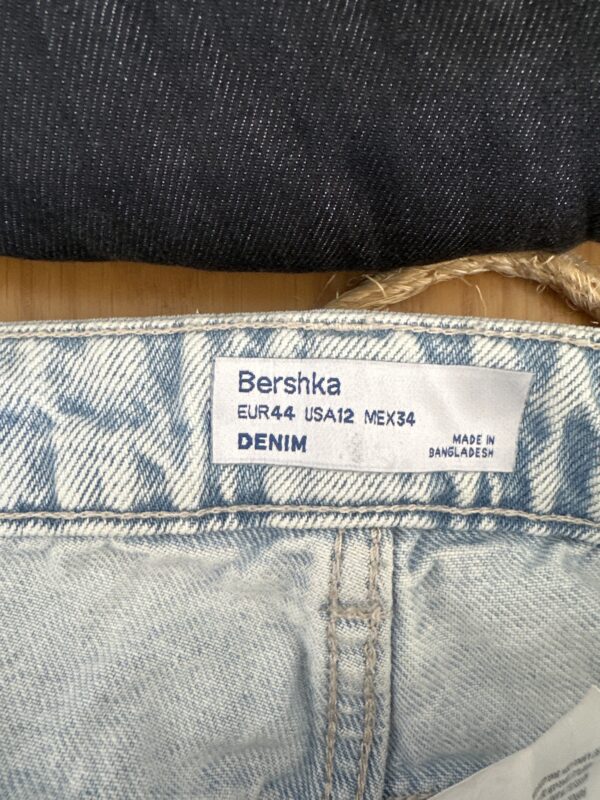 Bershka
EUR44 USA12 MEX34
DENIM
MADE IN
BANGLADESH